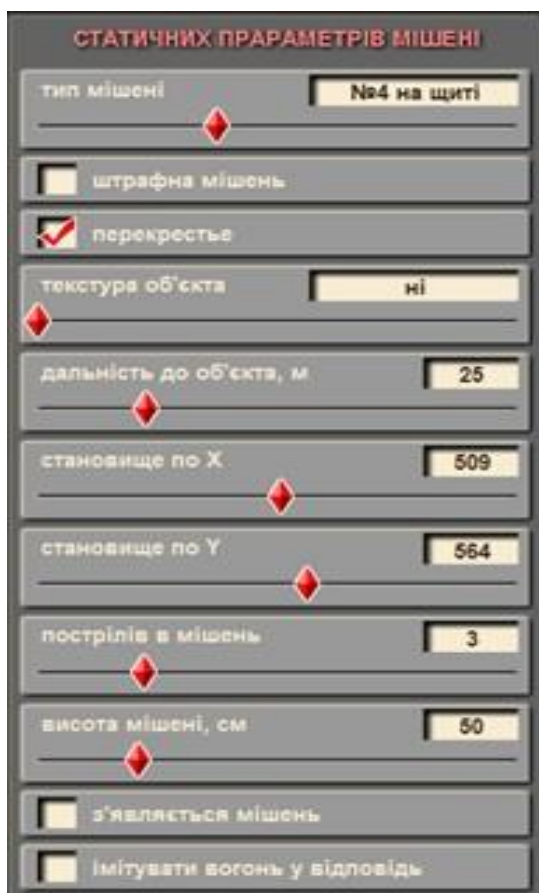 СТАТИЧНИХ ПРАРАМЕТРІВ МІШЕНІ
тип мішені №4 на щиті
штрафна мішень
перекрестье
текстура об'єкта ні
дальність до об'єкта, м 25
становище по X 509
становище по Y 564
пострілів в мішень 3
висота мішені, см 50
з'являється мішень
імітувати вогонь у відповідь